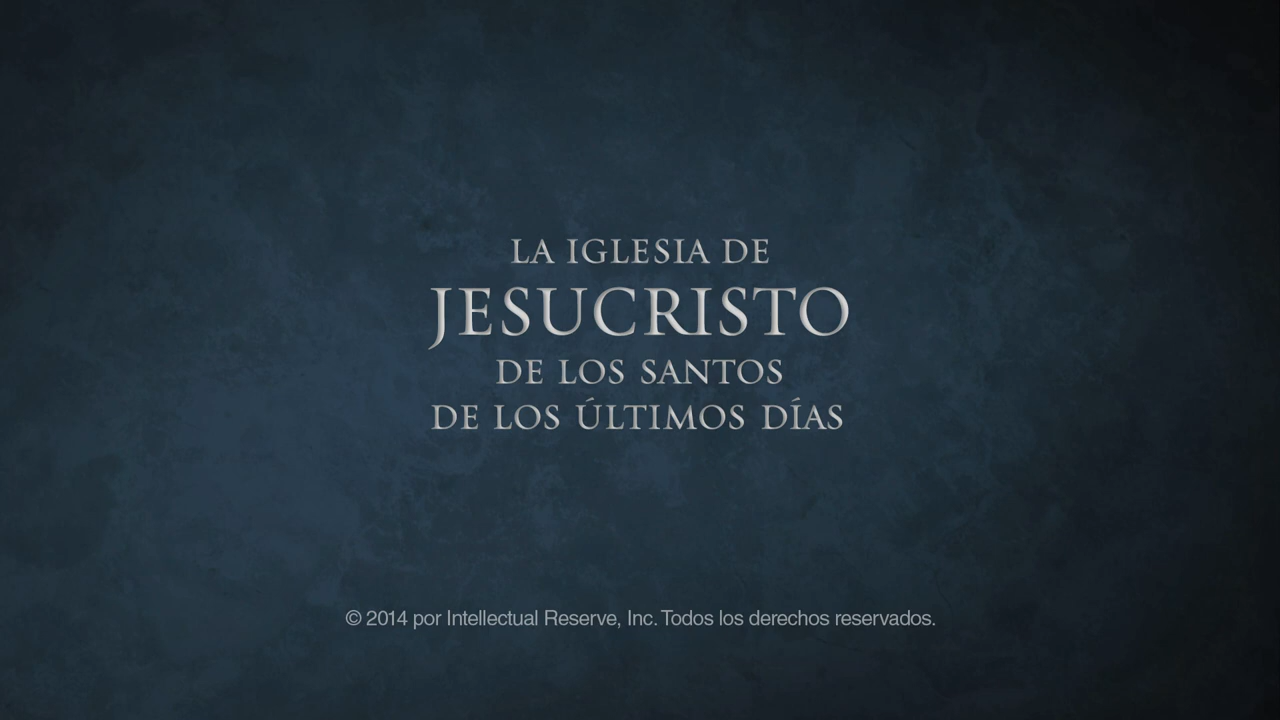 LA IGLESIA DE
JESUCRISTO
DE LOS SANTOS
DE LOS ÚLTIMOS DÍAS
© 2014 por Intellectual Reserve, Inc. Todos los derechos reservados.